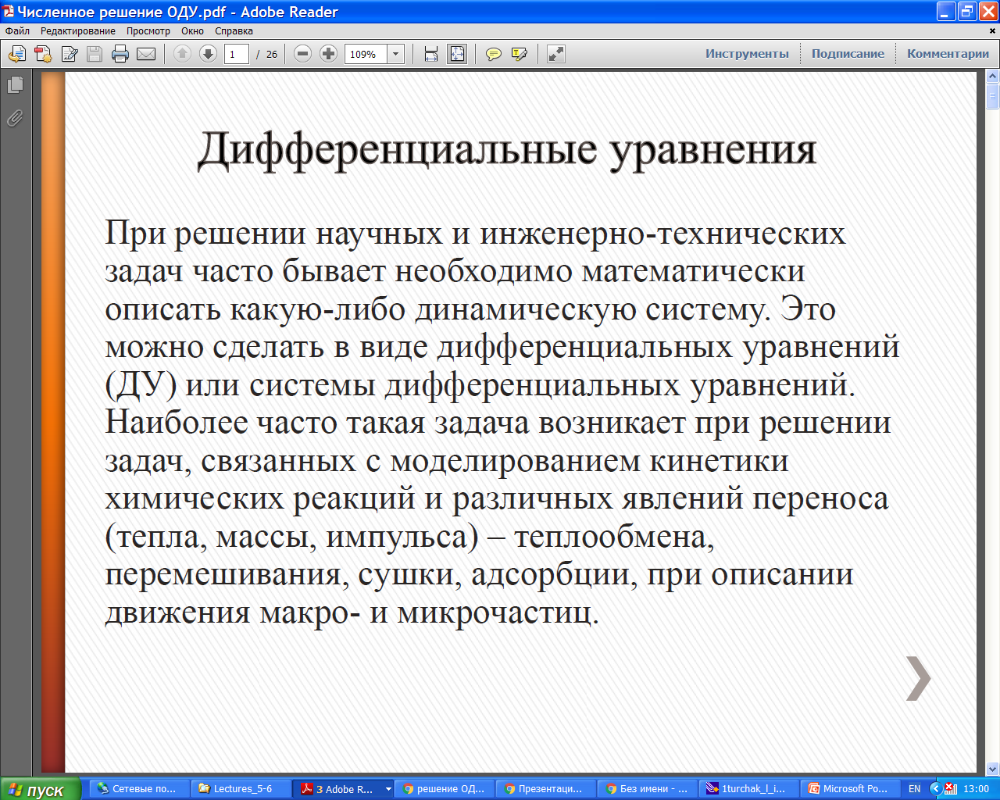 Численное решение ОДУ.pdf - Adobe Reader
Файл Редактирование Просмотр Окно Справка
1 / 26 109% Инструменты Подписание Комментарии
Дифференциальные уравнения
При решении научных и инженерно-технических
задач часто бывает необходимо математически
описать какую-либо динамическую систему. Это
можно сделать в виде дифференциальных уравнений
(ДУ) или системы дифференциальных уравнений.
Наиболее часто такая задача возникает при решении
задач, связанных с моделированием кинетики
химических реакций и различных явлений переноса
(тепла, массы, импульса) – теплообмена,
перемешивания, сушки, адсорбции, при описании
движения макро- и микрочастиц.
пуск Сетевые по... Lectures_5-6 3 Adobe R... решение ОД... Презентаци... Без имени - ... 1turchak_l_i... Microsoft Po... EN 13:00